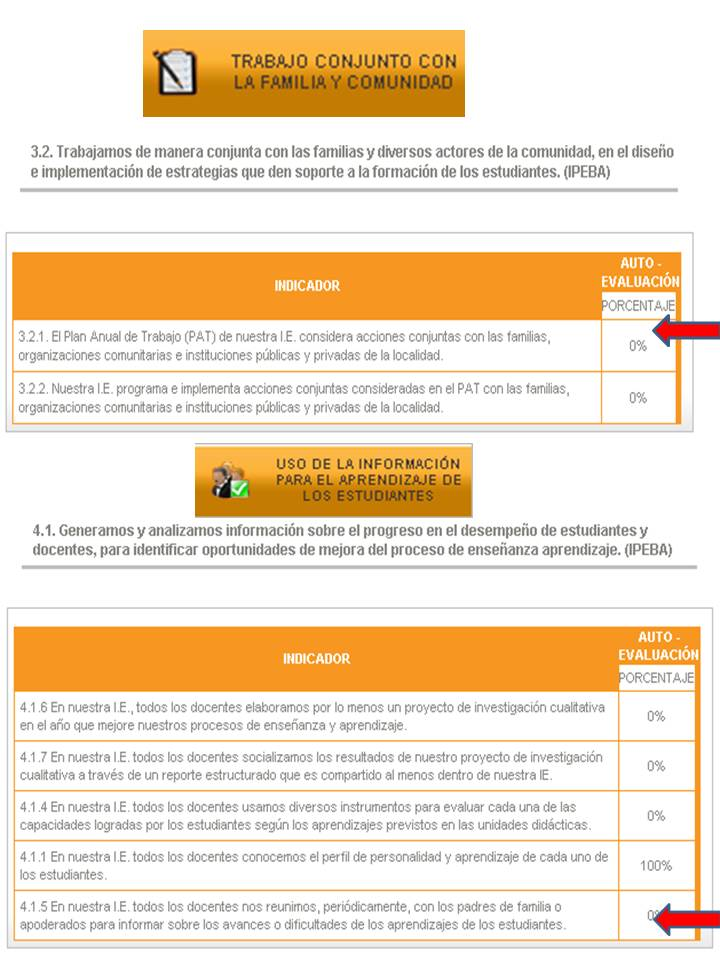 TRABAJO CONJUNTO CON
LA FAMILIA Y COMUNIDAD
3.2. Trabajamos de manera conjunta con las familias y diversos actores de la comunidad, en el diseño
e implementación de estrategias que den soporte a la formación de los estudiantes. (IPEBA)
INDICADOR
AUTO -
EVALUACIÓN
PORCENTAJE
3.2.1. El Plan Anual de Trabajo (PAT) de nuestra I.E. considera acciones conjuntas con las familias,
organizaciones comunitarias e instituciones públicas y privadas de la localidad.
0%
3.2.2. Nuestra I.E. programa e implementa acciones conjuntas consideradas en el PAT con las familias,
organizaciones comunitarias e instituciones públicas y privadas de la localidad.
0%
USO DE LA INFORMACIÓN
PARA EL APRENDIZAJE DE
LOS ESTUDIANTES
4.1. Generamos y analizamos información sobre el progreso en el desempeño de estudiantes y
docentes, para identificar oportunidades de mejora del proceso de enseñanza aprendizaje. (IPEBA)
INDICADOR
AUTO -
EVALUACIÓN
PORCENTAJE
4.1.6 En nuestra I.E., todos los docentes elaboramos por lo menos un proyecto de investigación cualitativa
en el año que mejore nuestros procesos de enseñanza y aprendizaje.
0%
4.1.7 En nuestra I.E. todos los docentes socializamos los resultados de nuestro proyecto de investigación
cualitativa a través de un reporte estructurado que es compartido al menos dentro de nuestra IE.
0%
4.1.4 En nuestra I.E. todos los docentes usamos diversos instrumentos para evaluar cada una de las
capacidades logradas por los estudiantes según los aprendizajes previstos en las unidades didácticas.
0%
4.1.1 En nuestra I.E. todos los docentes conocemos el perfil de personalidad y aprendizaje de cada uno de
los estudiantes.
100%
4.1.5 En nuestra I.E. todos los docentes nos reunimos, periódicamente, con los padres de familia o
apoderados para informar sobre los avances o dificultades de los aprendizajes de los estudiantes.